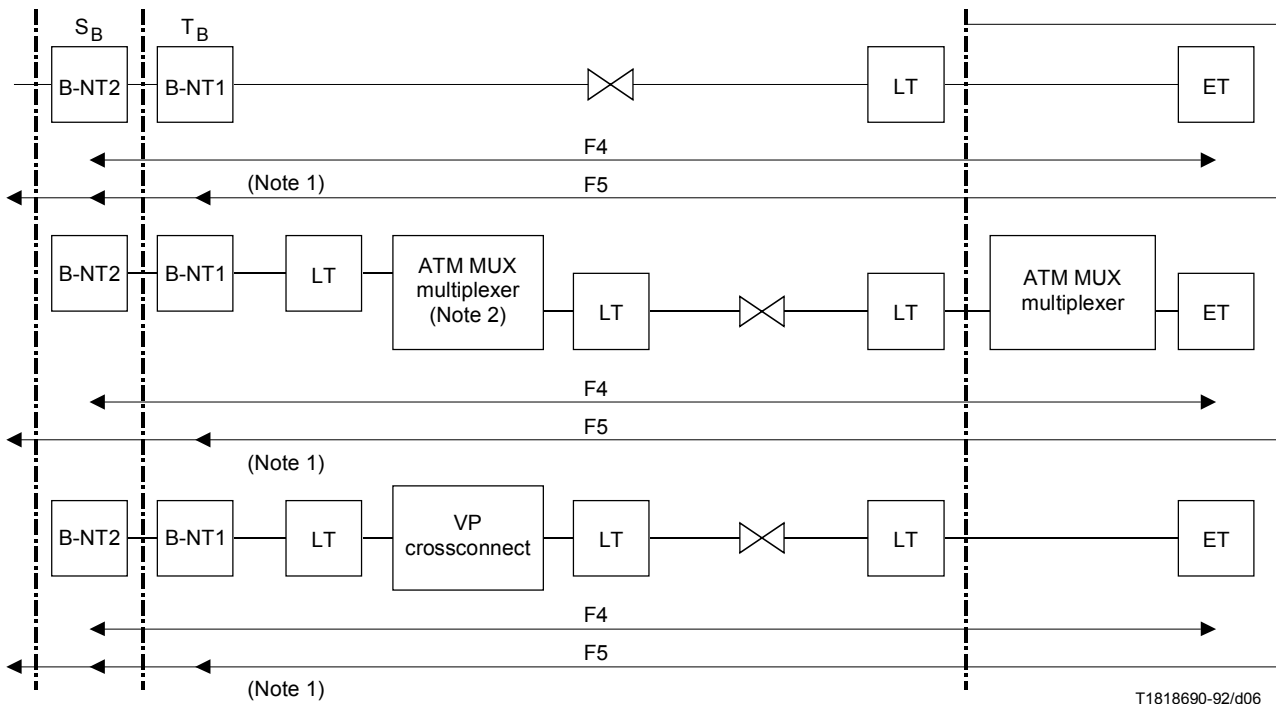 S_B T_B
B-NT2 B-NT1 LT ET
F4
(Note 1) F5
B-NT2 B-NT1 LT ATM MUX
multiplexer
(Note 2) LT LT ATM MUX
multiplexer ET
F4
F5
(Note 1)
B-NT2 B-NT1 LT VP
crossconnect LT LT ET
F4
F5
(Note 1)
T1818690-92/d06